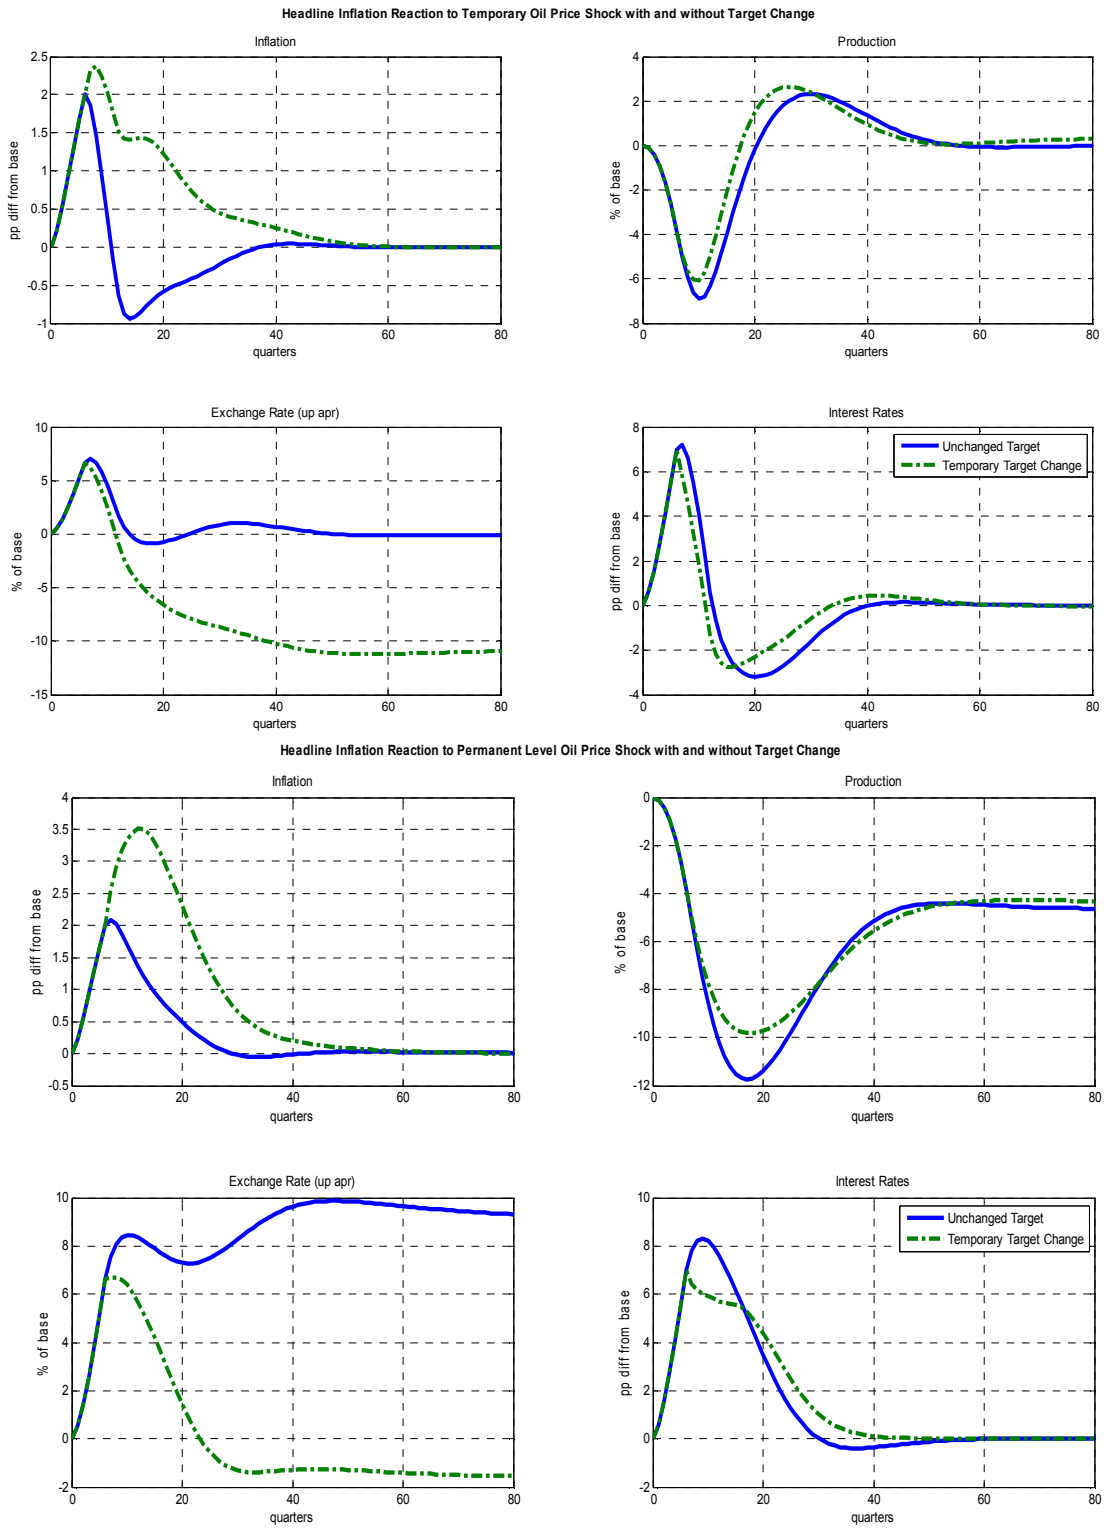 Headline Inflation Reaction to Temporary Oil Price Shock with and without Target Change
Inflation
2.5
2
1.5
1
0.5
0
-0.5
-1
pp diff from base
0 20 40 60 80
quarters
Production
4
2
0
-2
-4
-6
-8
% of base
0 20 40 60 80
quarters
Exchange Rate (up apr)
10
5
0
-5
-10
-15
% of base
0 20 40 60 80
quarters
Interest Rates
8
6
4
2
0
-2
-4
pp diff from base
Unchanged Target
Temporary Target Change
0 20 40 60 80
quarters
Headline Inflation Reaction to Permanent Level Oil Price Shock with and without Target Change
Inflation
4
3.5
3
2.5
2
1.5
1
0.5
0
-0.5
pp diff from base
0 20 40 60 80
quarters
Production
0
-2
-4
-6
-8
-10
-12
% of base
0 20 40 60 80
quarters
Exchange Rate (up apr)
10
8
6
4
2
0
-2
% of base
0 20 40 60 80
quarters
Interest Rates
10
8
6
4
2
0
-2
pp diff from base
Unchanged Target
Temporary Target Change
0 20 40 60 80
quarters